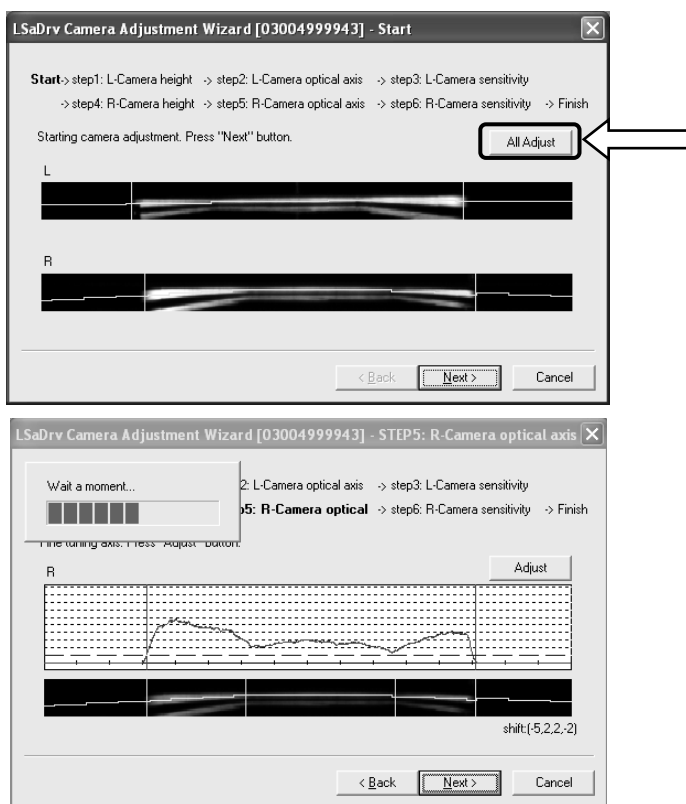 LSaDrv Camera Adjustment Wizard [03004999943] - Start
Start-> step1: L-Camera height -> step2: L-Camera optical axis -> step3: L-Camera sensitivity
-> step4: R-Camera height -> step5: R-Camera optical axis -> step6: R-Camera sensitivity -> Finish
Starting camera adjustment. Press "Next" button.
All Adjust
L
R
< Back Next > Cancel
LSaDrv Camera Adjustment Wizard [03004999943] - STEP5: R-Camera optical axis
Wait a moment...
2: L-Camera optical axis -> step3: L-Camera sensitivity
p5: R-Camera optical -> step6: R-Camera sensitivity -> Finish
Fine tuning axis. Press "Adjust" button.
R
Adjust
shift:(-5,2,2,-2)
< Back Next > Cancel